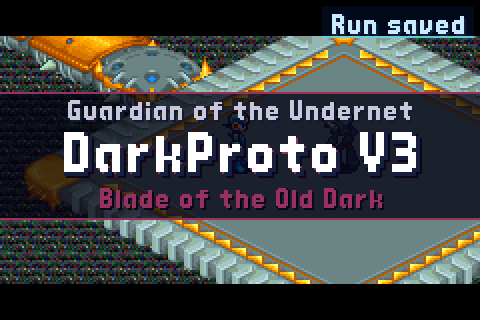 Run saved
Guardian of the Undernet
DarkProto V3
Blade of the Old Dark